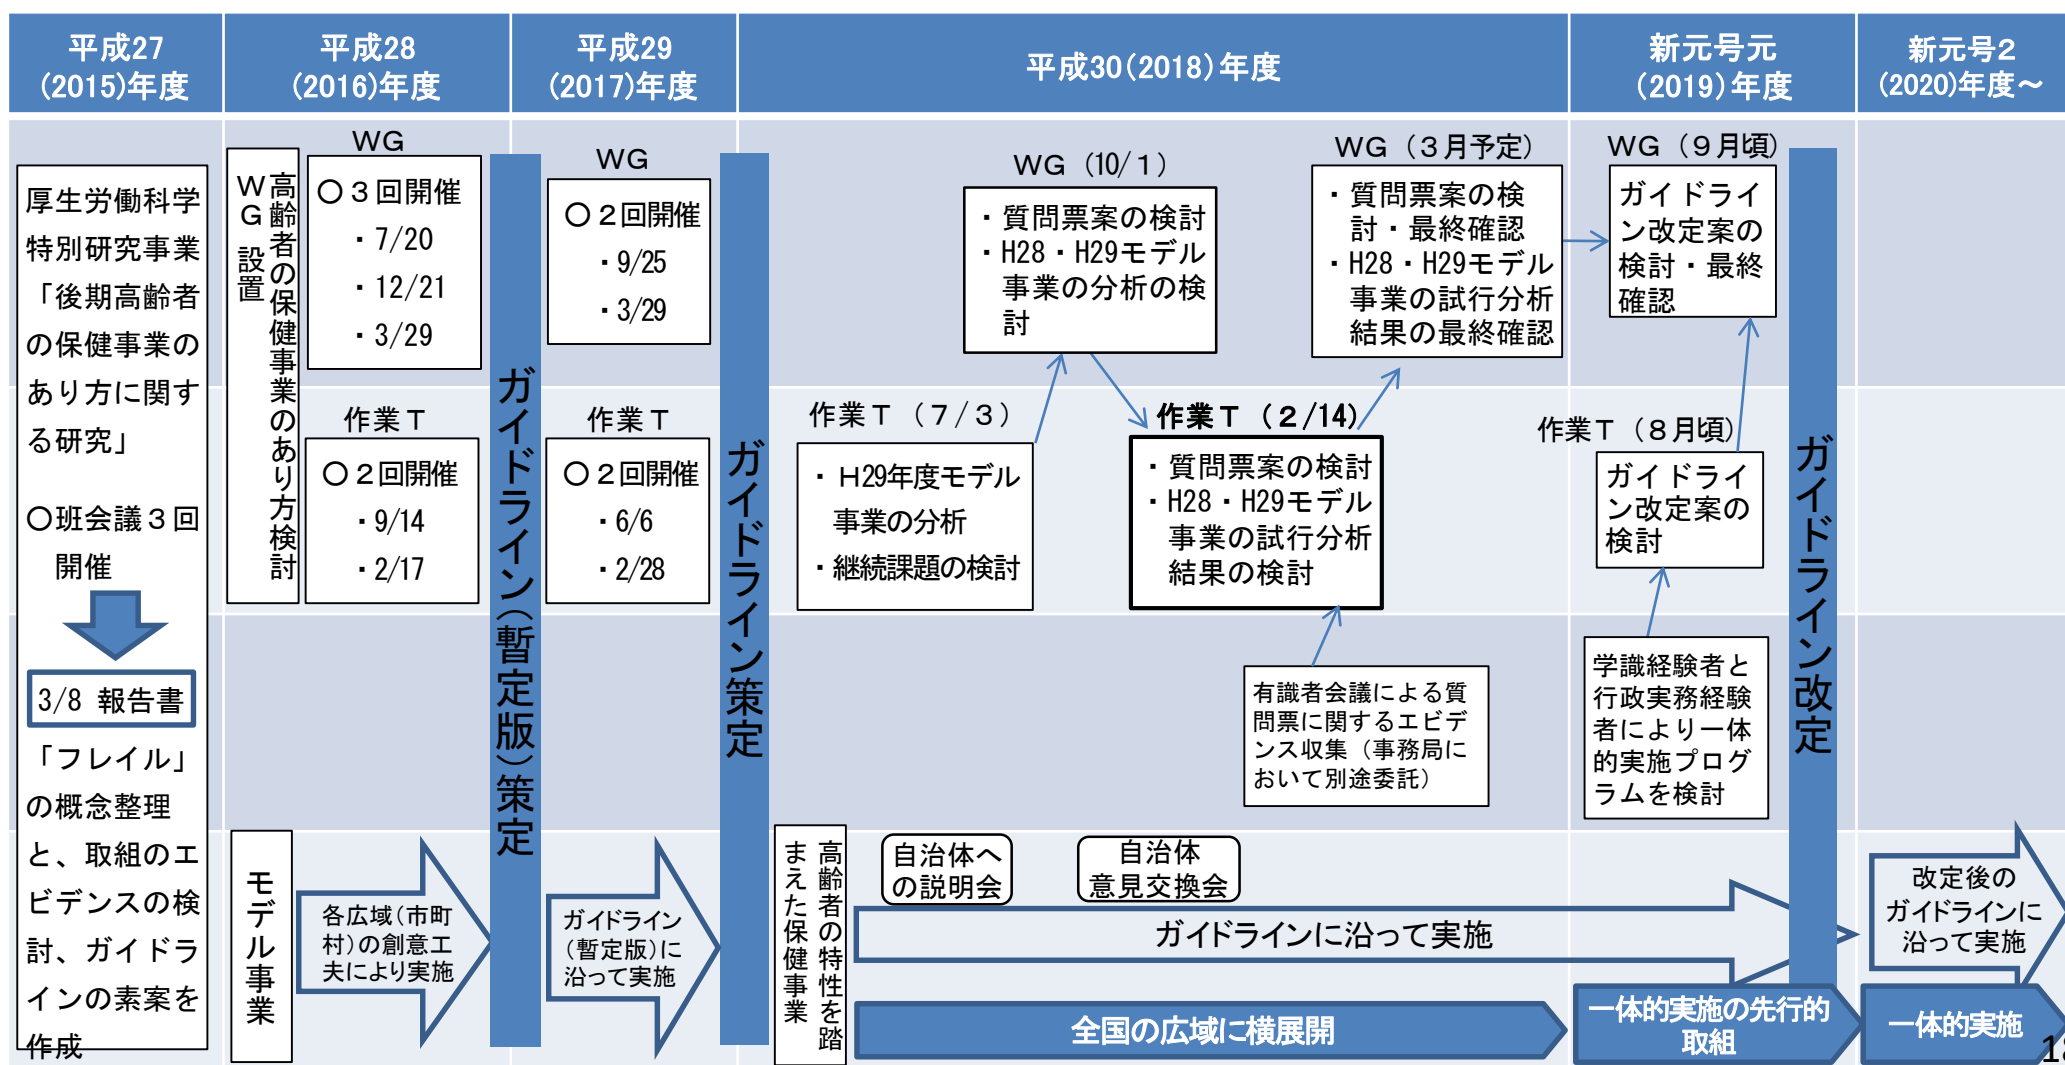 平成27
(2015)年度
平成28
(2016)年度
平成29
(2017)年度
平成30(2018)年度
新元号元
(2019)年度
新元号2
(2020)年度～
厚生労働科学
特別研究事業
「後期高齢者
の保健事業の
あり方に関す
る研究」
〇班会議３回
開催
3/8 報告書
「フレイル」
の概念整理
と、取組のエ
ビデンスの検
討、ガイドラ
インの素案を
作成
高齢者の保健事業のあり方検討
ＷＧ設置
ＷＧ
〇３回開催
・7/20
・12/21
・3/29
作業Ｔ
〇２回開催
・9/14
・2/17
モデル事業
各広域(市町
村)の創意工
夫により実施
ガイドライン(暫定版)策定
ＷＧ
〇２回開催
・9/25
・3/29
作業Ｔ
〇２回開催
・6/6
・2/28
ガイドライン
(暫定版)に
沿って実施
ガイドライン策定
ＷＧ（10/１）
・質問票案の検討
・H28・H29モデル
事業の分析の検
討
作業Ｔ（７/３）
・Ｈ29年度モデル
事業の分析
・継続課題の検討
作業Ｔ（２/14）
・質問票案の検討
・H28・H29モデル
事業の試行分析
結果の検討
ＷＧ（３月予定）
・質問票案の検
討・最終確認
・H28・H29モデル
事業の試行分析
結果の最終確認
有識者会議による質
問票に関するエビデ
ンス収集（事務局に
おいて別途委託）
高齢者の特性を踏
まえた保健事業
自治体へ
の説明会
自治体
意見交換会
ガイドラインに沿って実施
全国の広域に横展開
ＷＧ（９月頃）
ガイドライ
ン改定案の
検討・最終
確認
作業Ｔ（８月頃）
ガイドライ
ン改定案の
検討
学識経験者と
行政実務経験
者により一体
的実施プログ
ラムを検討
ガイドライン改定
一体的実施の先行的
取組
改定後の
ガイドラインに
沿って実施
一体的実施
18